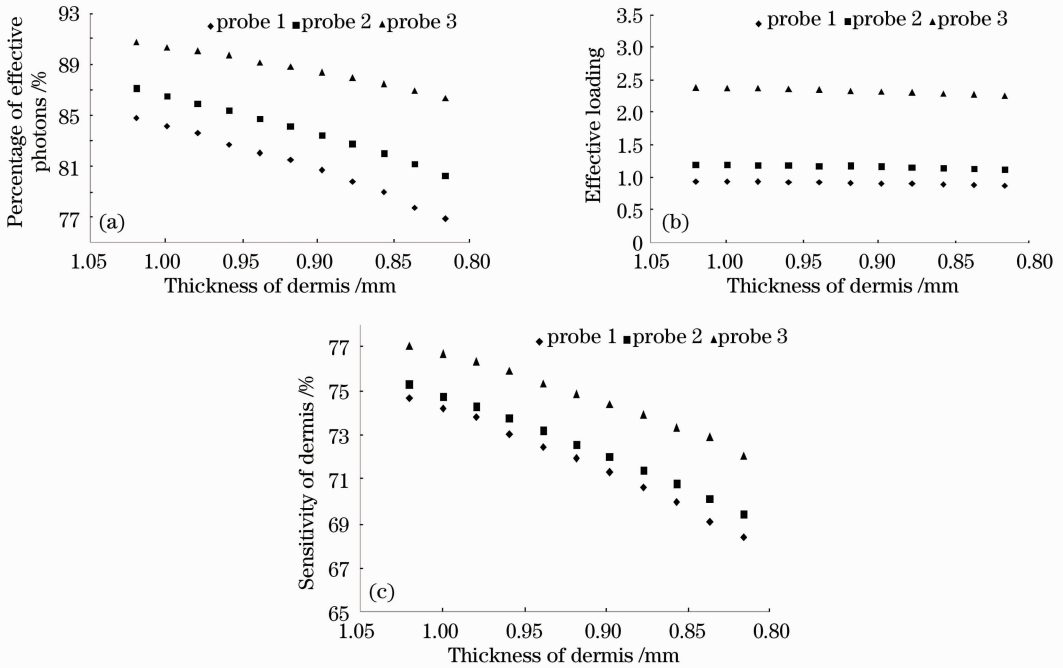 93
89
85
81
77
Percentage of effective
photons /%
probe 1 probe 2 probe 3
(a)
1.05 1.00 0.95 0.90 0.85 0.80
Thickness of dermis /mm
3.5
3.0
2.5
2.0
1.5
1.0
0.5
0
Effective loading
probe 1 probe 2 probe 3
(b)
1.05 1.00 0.95 0.90 0.85 0.80
Thickness of dermis /mm
77
75
73
71
69
67
65
Sensitivity of dermis /%
probe 1 probe 2 probe 3
(c)
1.05 1.00 0.95 0.90 0.85 0.80
Thickness of dermis /mm